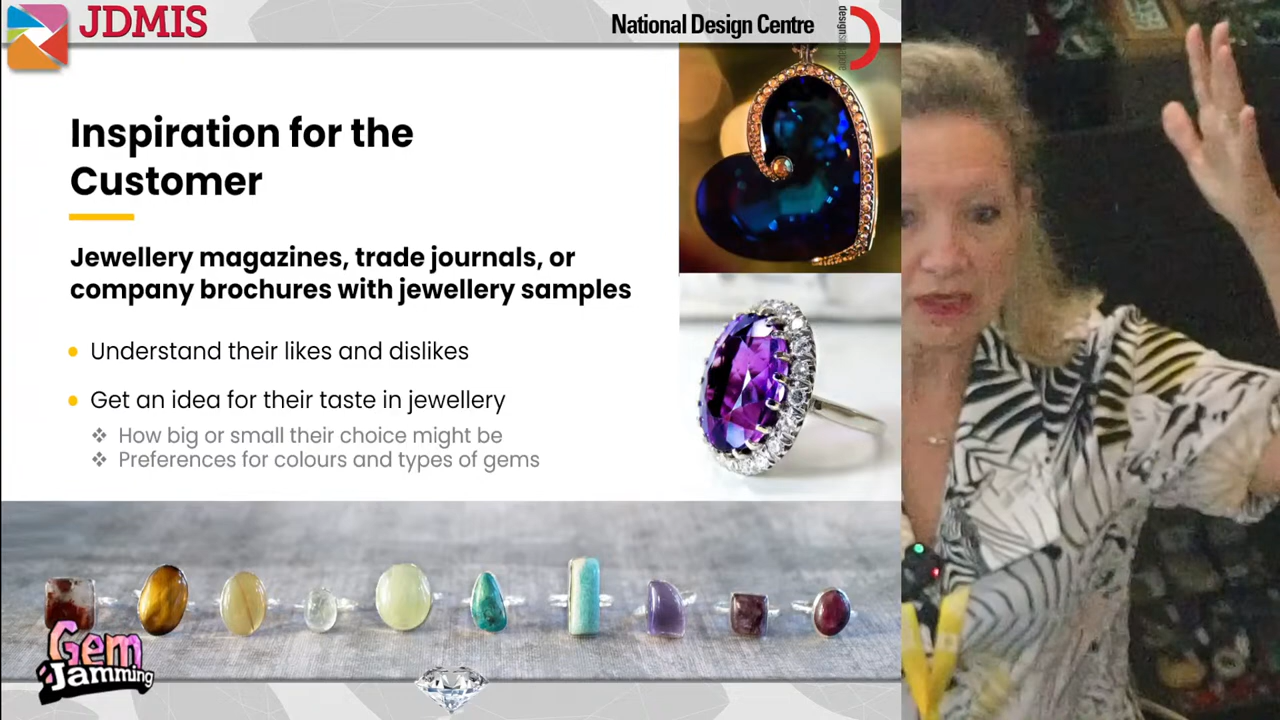 JDMIS
National Design Centre
design
Inspiration for the
Customer
Jewellery magazines, trade journals, or
company brochures with jewellery samples
Understand their likes and dislikes
Get an idea for their taste in jewellery
How big or small their choice might be
Preferences for colours and types of gems
Gem
Jamming